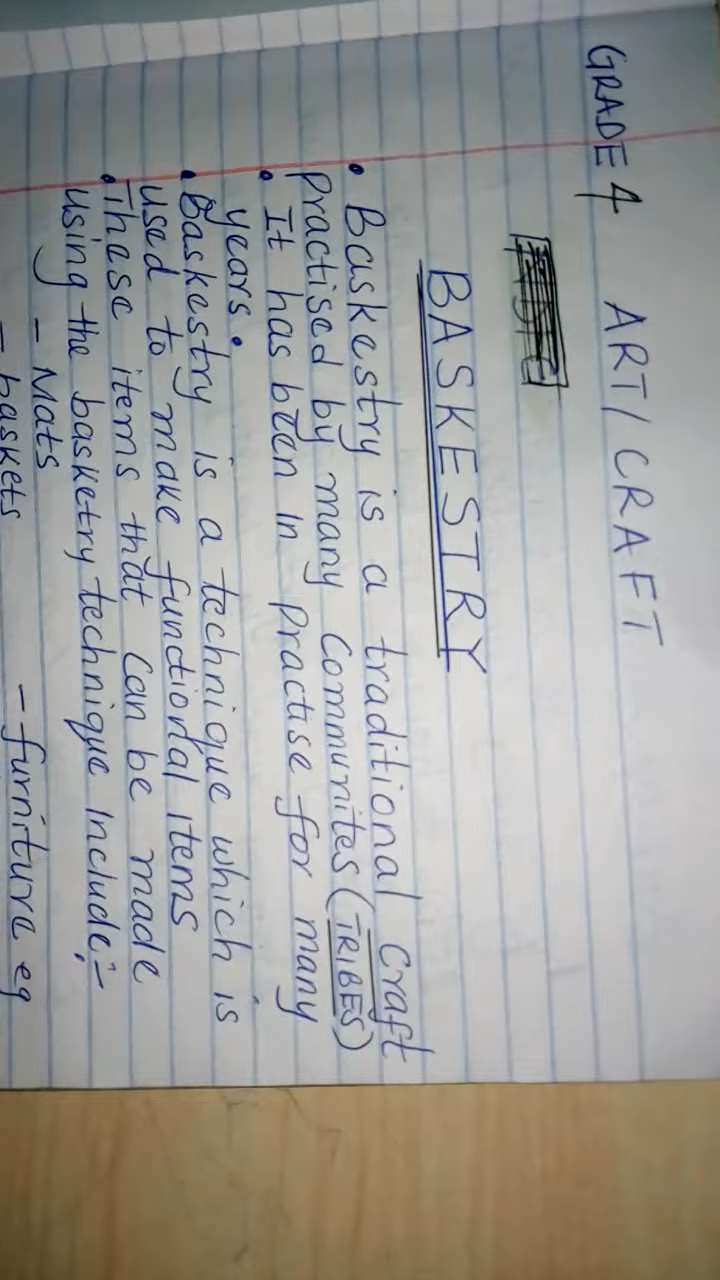 GRADE 4 ART/CRAFT
BASKESTRY
• Baskestry is a traditional craft
Practised by many Communites (TRIBES)
• It has been in Practise for many
years.
• Baskestry is a technique which is
used to make functional items
• These items that can be made
using the basketry technique include:-
- Mats
- baskets - furniture eg